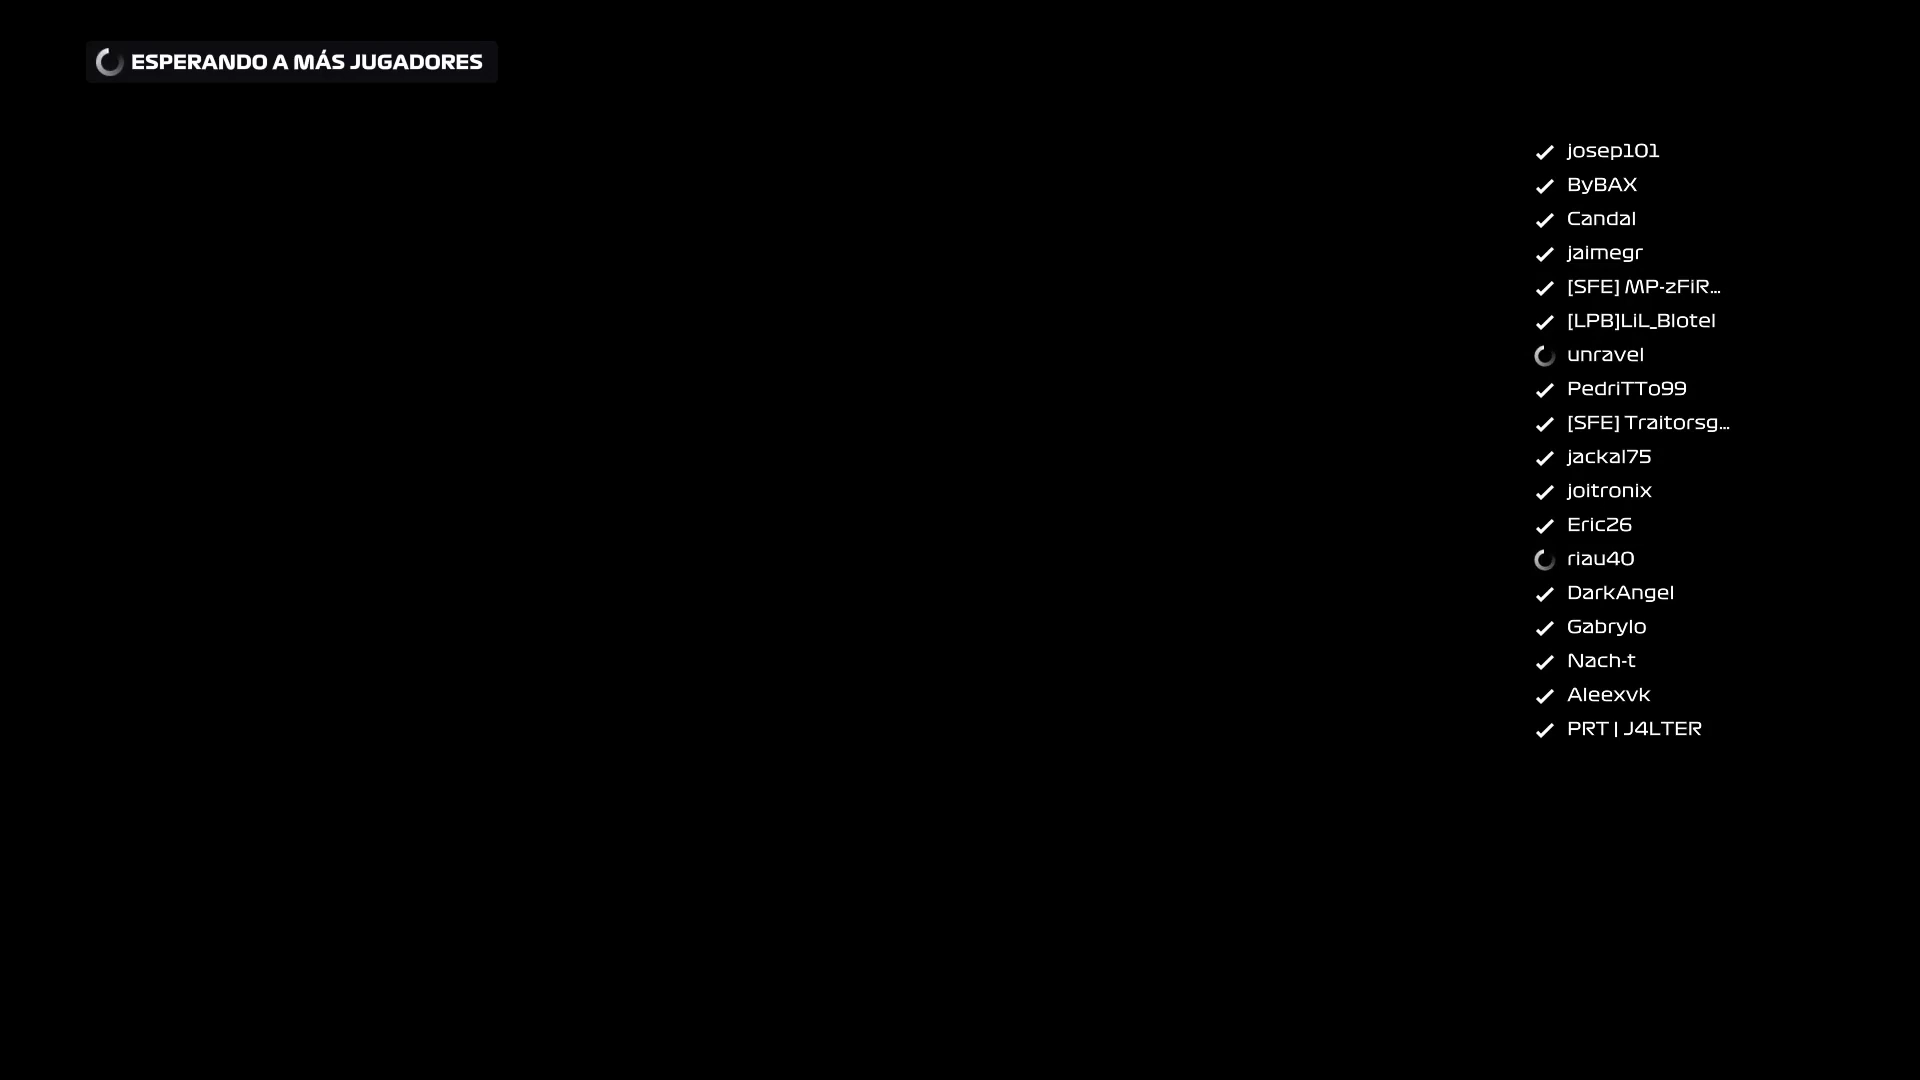 ESPERANDO A MÁS JUGADORES
josep101
ByBAX
Candal
jaimegr
[SFE] MP-zFiR...
[LPB]LiL_Blotel
unravel
PedriTTo99
[SFE] Traitorsg...
jackal75
joitronix
Eric26
riau40
DarkAngel
Gabrylo
Nach-t
Aleexvk
PRT | J4LTER